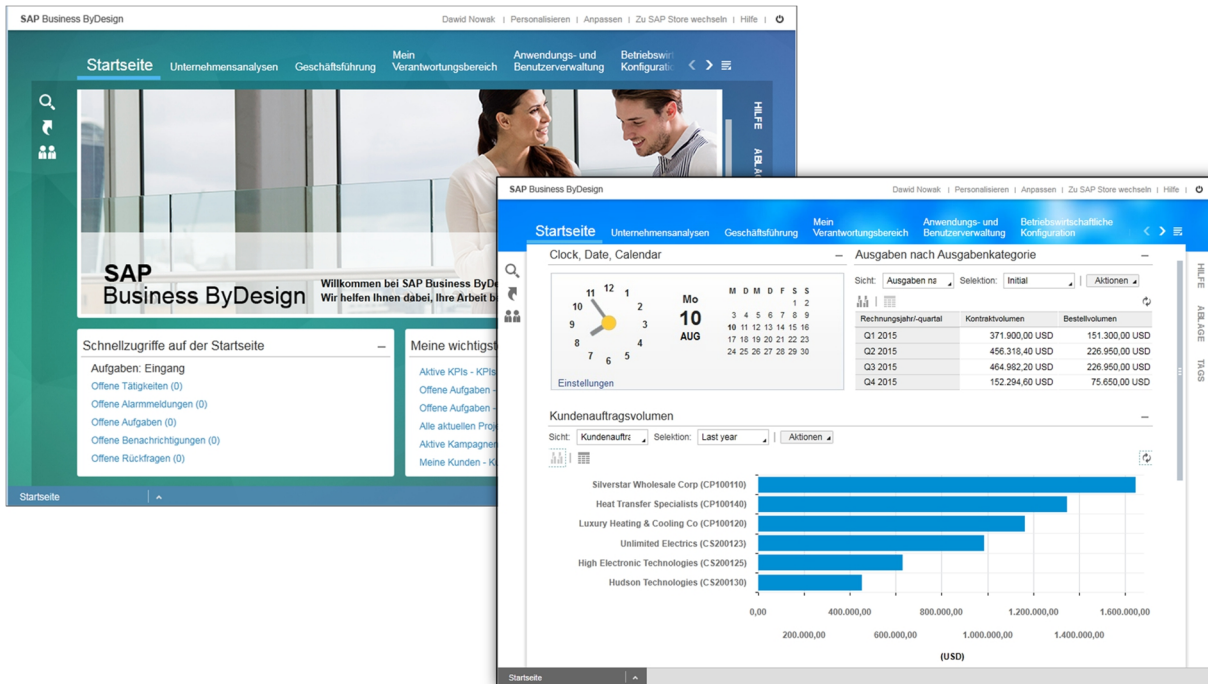 SAP Business ByDesign
Dawid Nowak | Personalisieren | Anpassen | Zu SAP Store wechseln | Hilfe |
Startseite
Unternehmensanalysen
Geschäftsführung
Mein
Verantwortungsbereich
Anwendungs- und
Benutzerverwaltung
Betriebswirt
Konfiguratio
HILFE
SAP
Business ByDesign
Willkommen bei SAP Business ByDe
Wir helfen Ihnen dabei, Ihre Arbeit b
Schnellzugriffe auf der Startseite
Aufgaben: Eingang
Offene Tätigkeiten (0)
Offene Alarmmeldungen (0)
Offene Aufgaben (0)
Offene Benachrichtigungen (0)
Offene Rückfragen (0)
Meine wichtigst
Aktive KPIs - KPIs
Offene Aufgaben -
Offene Aufgaben -
Alle aktuellen Proje
Aktive Kampagnen
Meine Kunden - K
Startseite
SAP Business ByDesign
Dawid Nowak | Personalisieren | Anpassen | Zu SAP Store wechseln | Hilfe |
Startseite
Unternehmensanalysen
Geschäftsführung
Mein
Verantwortungsbereich
Anwendungs- und
Benutzerverwaltung
Betriebswirtschaftliche
Konfiguration
HILFE
ABLAGE
TAGS
Clock, Date, Calendar
12
1
2
3
4
5
6
7
8
9
10
11
Mo
10
AUG
M D M D F S S
1 2
3 4 5 6 7 8 9
10 11 12 13 14 15 16
17 18 19 20 21 22 23
24 25 26 27 28 29 30
Einstellungen
Ausgaben nach Ausgabenkategorie
Sicht: Ausgaben na Selektion: Initial | Aktionen
Rechnungsjahr/-quartal Kontraktvolumen Bestellvolumen
Q1 2015 371.900,00 USD 151.300,00 USD
Q2 2015 456.318,40 USD 226.950,00 USD
Q3 2015 464.982,20 USD 226.950,00 USD
Q4 2015 152.294,60 USD 75.650,00 USD
Kundenauftragsvolumen
Sicht: Kundenauftra Selektion: Last year | Aktionen
Silverstar Wholesale Corp (CP100110)
Heat Transfer Specialists (CP100140)
Luxury Heating & Cooling Co (CP100120)
Unlimited Electrics (CS200123)
High Electronic Technologies (CS200125)
Hudson Technologies (CS200130)
0,00 400.000,00 800.000,00 1.200.000,00 1.600.000,00
200.000,00 600.000,00 1.000.000,00 1.400.000,00
(USD)
Startseite